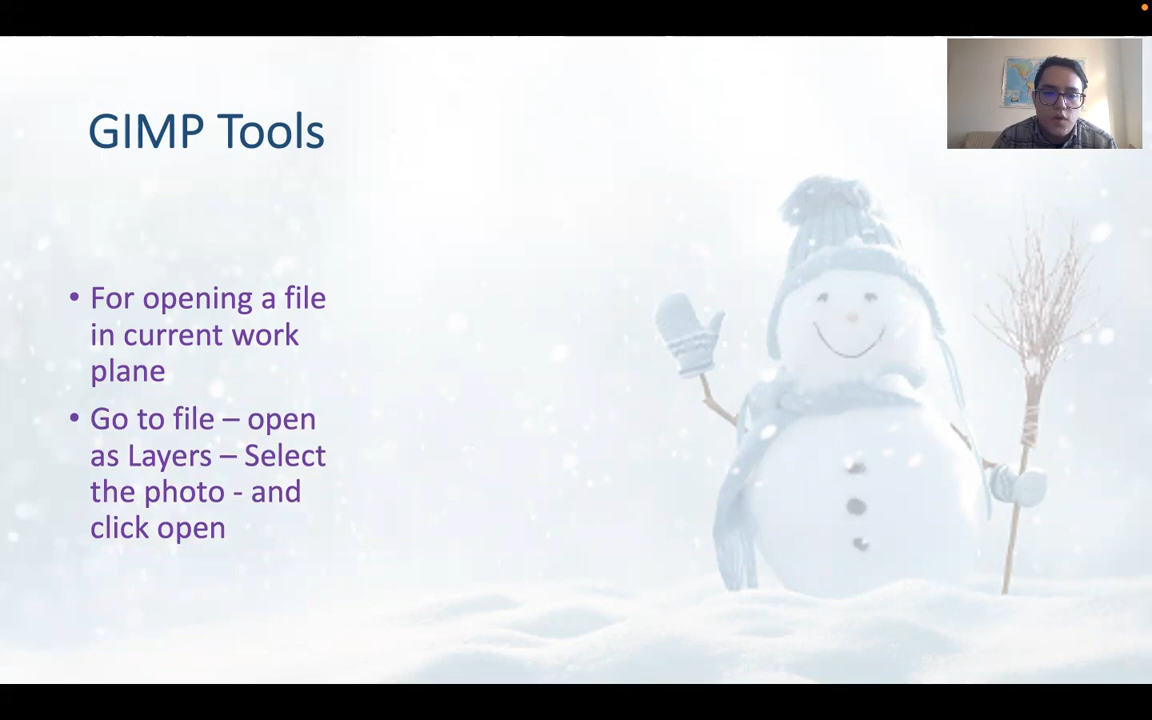 GIMP Tools
• For opening a file
in current work
plane
• Go to file – open
as Layers – Select
the photo - and
click open